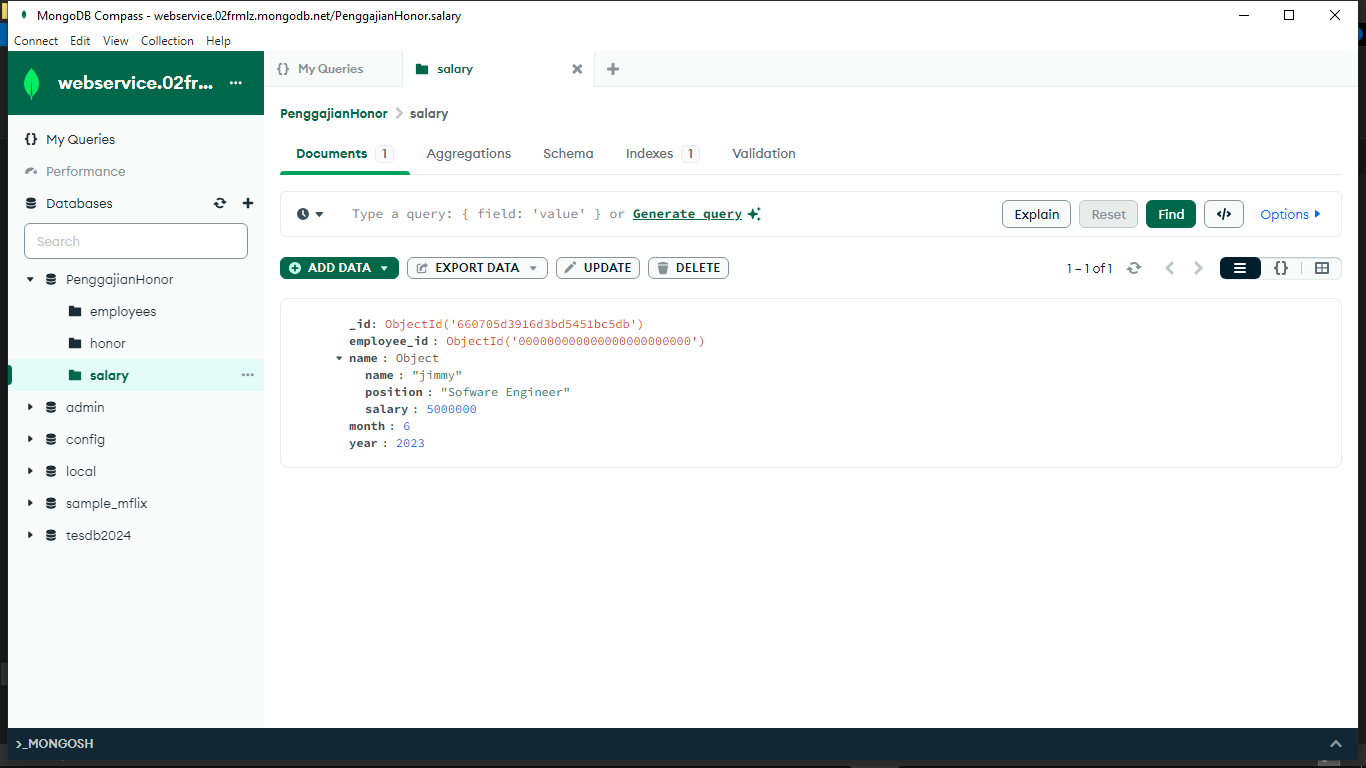 MongoDB Compass - webservice.02frmlz.mongodb.net/PenggajianHonor.salary
Connect Edit View Collection Help
webservice.02fr...
My Queries
Performance
Databases
Search
PenggajianHonor
employees
honor
salary
admin
config
local
sample_mflix
tesdb2024
{} My Queries
salary
PenggajianHonor > salary
Documents 1 Aggregations Schema Indexes 1 Validation
Type a query: { field: 'value' } or Generate query
Explain Reset Find </> Options
ADD DATA EXPORT DATA UPDATE DELETE
1 – 1 of 1
_id: ObjectId('660705d3916d3bd5451bc5db')
employee_id : ObjectId('000000000000000000000000')
name : Object
name : "jimmy"
position : "Sofware Engineer"
salary : 5000000
month : 6
year : 2023
>_MONGOSH